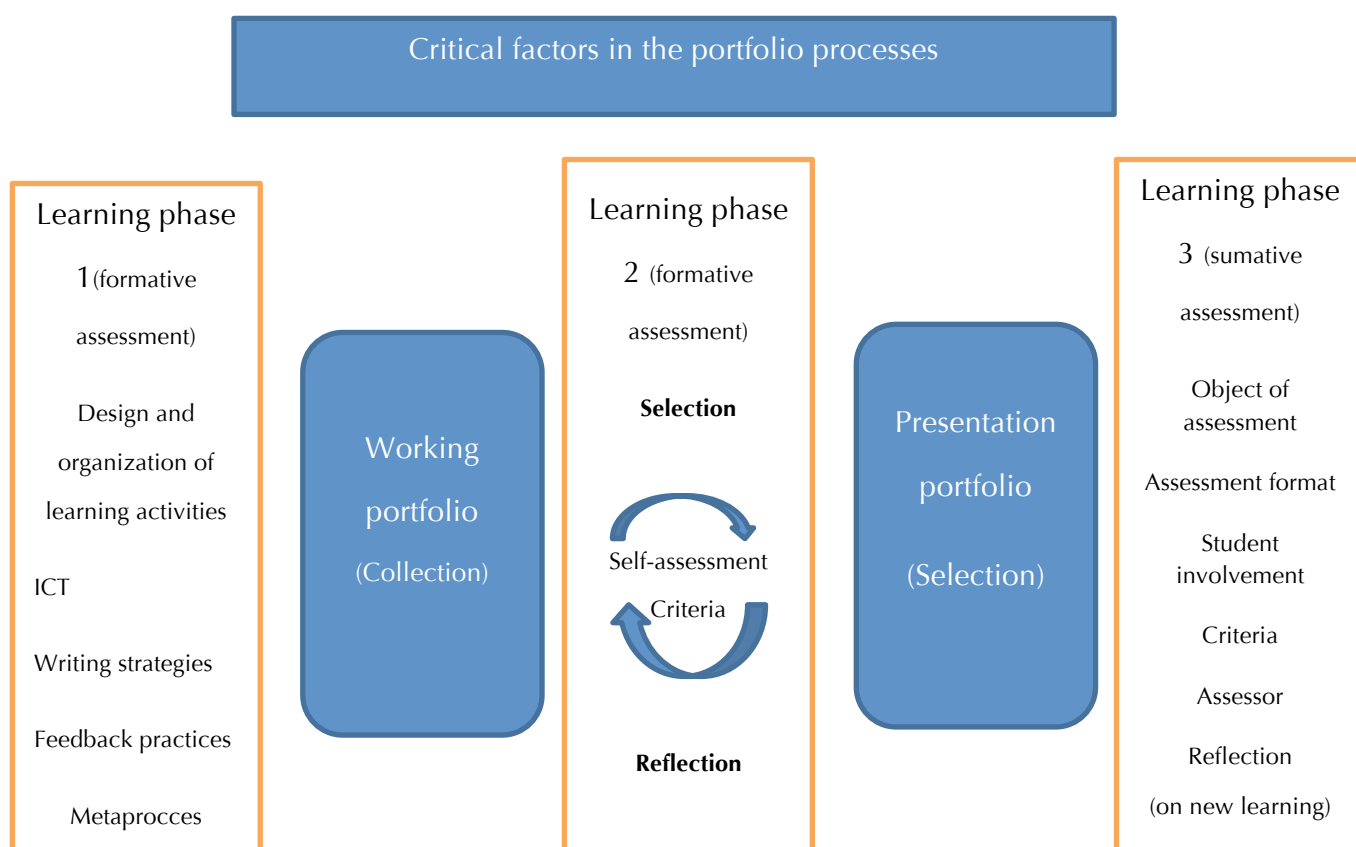 Critical factors in the portfolio processes
Learning phase
1(formative
assessment)
Design and
organization of
learning activities
ICT
Writing strategies
Feedback practices
Metaprocces
Working
portfolio
(Collection)
Learning phase
2 (formative
assessment)
Selection
Self-assessment
Criteria
Reflection
Presentation
portfolio
(Selection)
Learning phase
3 (sumative
assessment)
Object of
assessment
Assessment format
Student
involvement
Criteria
Assessor
Reflection
(on new learning)